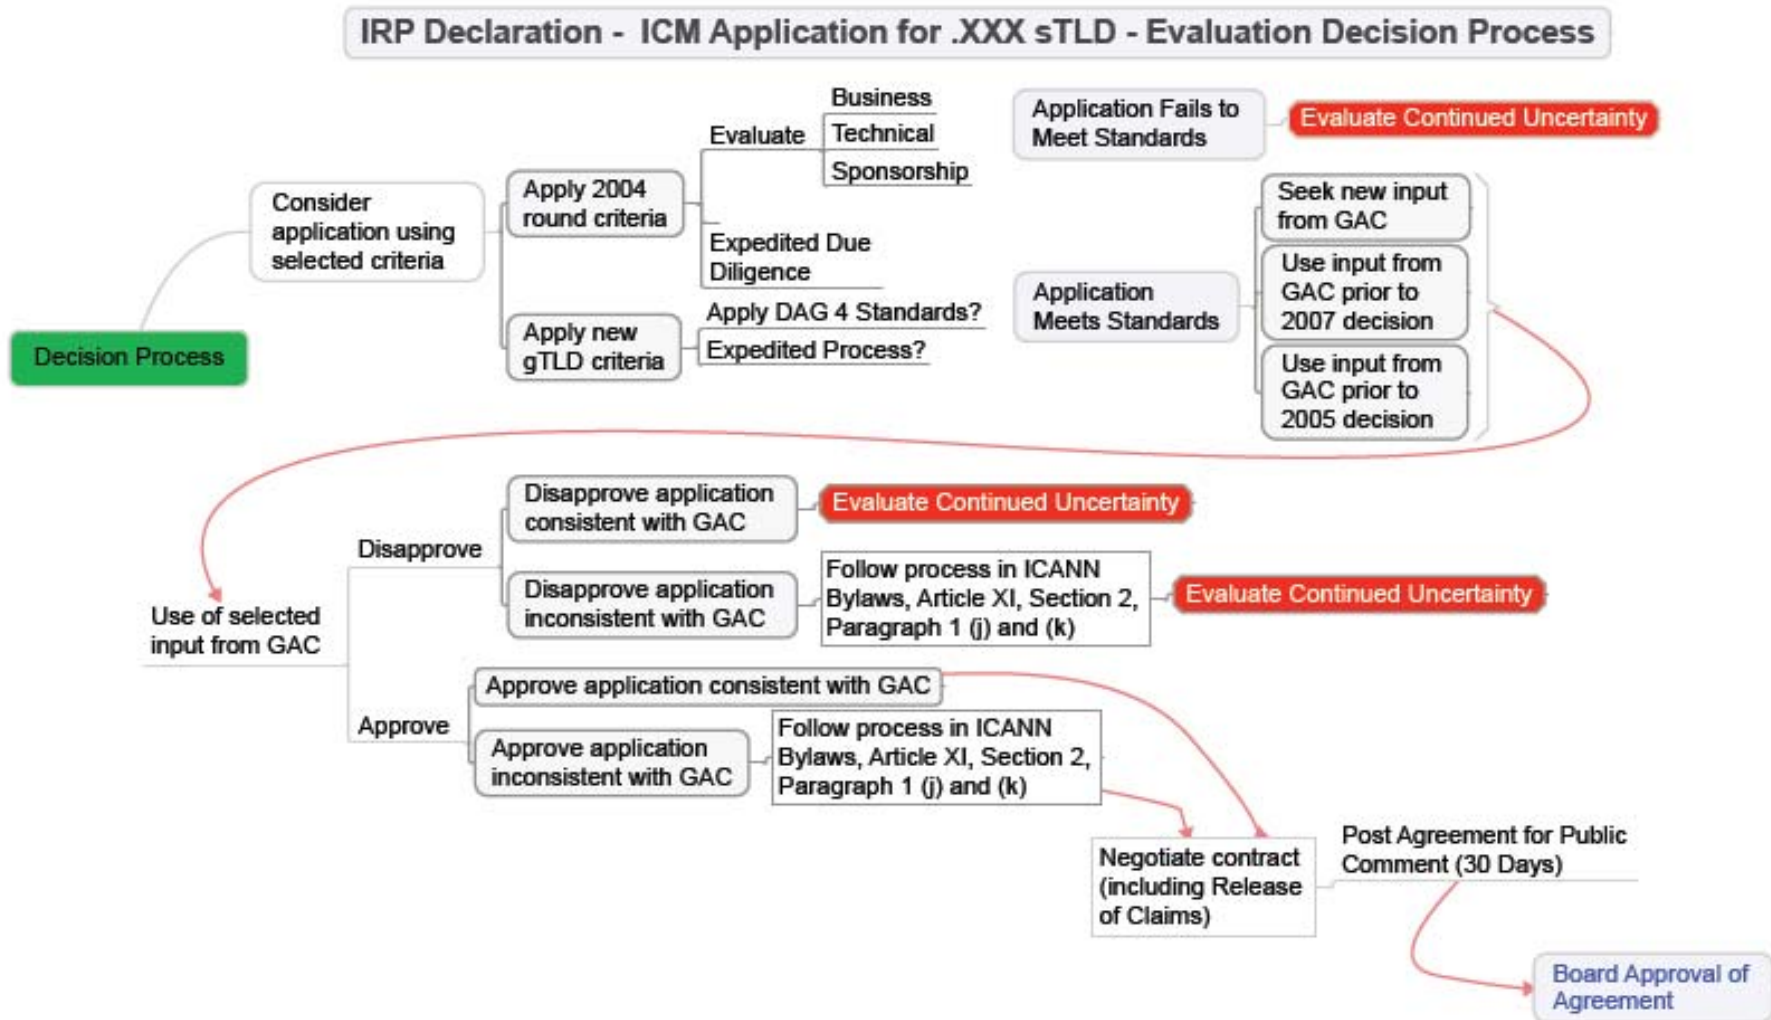 IRP Declaration - ICM Application for .XXX sTLD - Evaluation Decision Process
Decision Process
Consider
application using
selected criteria
Apply 2004
round criteria
Evaluate
Business
Technical
Sponsorship
Expedited Due
Diligence
Apply new
gTLD criteria
Apply DAG 4 Standards?
Expedited Process?
Application Fails to
Meet Standards
Evaluate Continued Uncertainty
Application
Meets Standards
Seek new input
from GAC
Use input from
GAC prior to
2007 decision
Use input from
GAC prior to
2005 decision
Use of selected
input from GAC
Disapprove
Disapprove application
consistent with GAC
Evaluate Continued Uncertainty
Disapprove application
inconsistent with GAC
Follow process in ICANN
Bylaws, Article XI, Section 2,
Paragraph 1 (j) and (k)
Evaluate Continued Uncertainty
Approve
Approve application consistent with GAC
Approve application
inconsistent with GAC
Follow process in ICANN
Bylaws, Article XI, Section 2,
Paragraph 1 (j) and (k)
Negotiate contract
(including Release
of Claims)
Post Agreement for Public
Comment (30 Days)
Board Approval of
Agreement